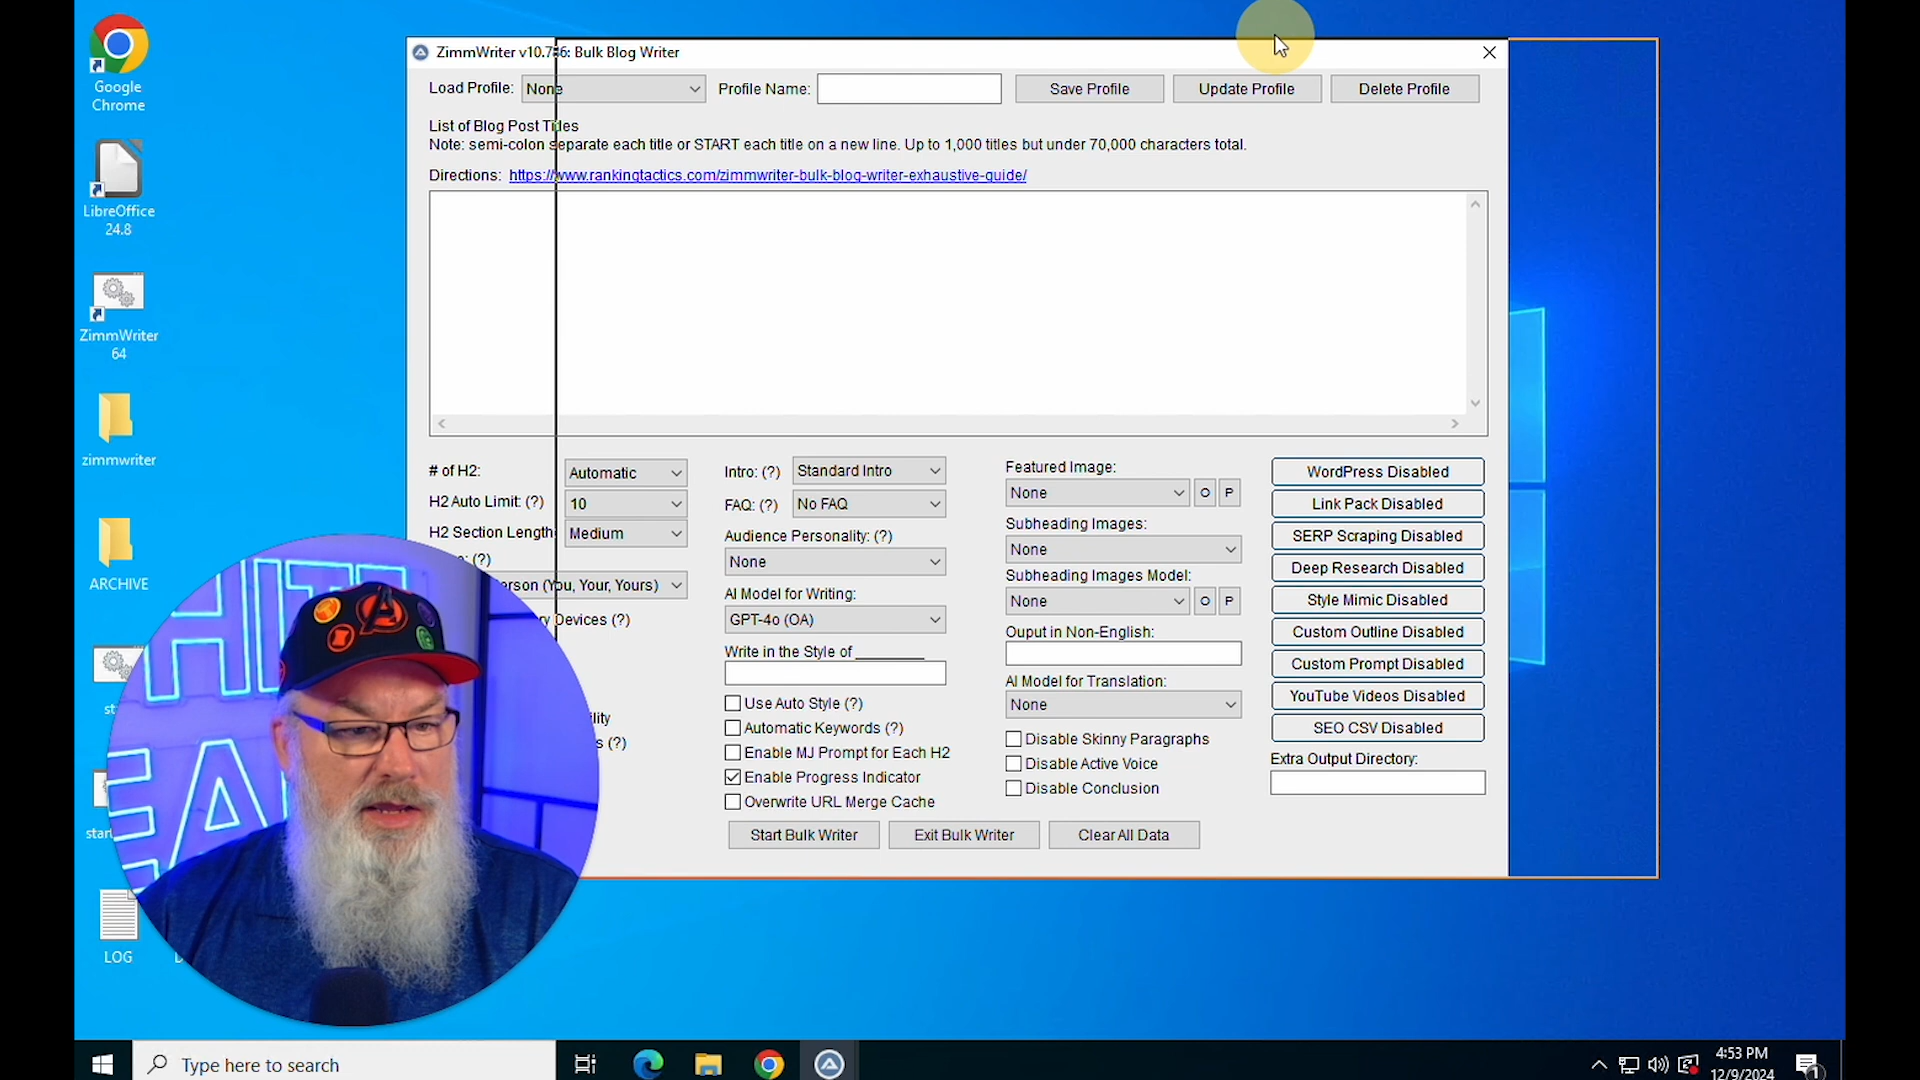 Google
Chrome
LibreOffice
24.8
ZimmWriter
64
zimmwriter
ARCHIVE
LOG
ZimmWriter v10.7 6: Bulk Blog Writer
Load Profile: None Profile Name: Save Profile Update Profile Delete Profile
List of Blog Post Titles
Note: semi-colon separate each title or START each title on a new line. Up to 1,000 titles but under 70,000 characters total.
Directions: https://www.rankingtactics.com/zimmwriter-bulk-blog-writer-exhaustive-guide/
# of H2: Automatic
H2 Auto Limit: (?) 10
H2 Section Length Medium
(?)
erson (You, Your, Yours)
ry Devices (?)
ility
s (?)
Intro: (?) Standard Intro
FAQ: (?) No FAQ
Audience Personality: (?)
None
AI Model for Writing:
GPT-4o (OA)
Write in the Style of ________
Use Auto Style (?)
Automatic Keywords (?)
Enable MJ Prompt for Each H2
Enable Progress Indicator
Overwrite URL Merge Cache
Featured Image:
None O P
Subheading Images:
None
Subheading Images Model:
None O P
Ouput in Non-English:
AI Model for Translation:
None
Disable Skinny Paragraphs
Disable Active Voice
Disable Conclusion
WordPress Disabled
Link Pack Disabled
SERP Scraping Disabled
Deep Research Disabled
Style Mimic Disabled
Custom Outline Disabled
Custom Prompt Disabled
YouTube Videos Disabled
SEO CSV Disabled
Extra Output Directory:
Start Bulk Writer Exit Bulk Writer Clear All Data
Type here to search
4:53 PM
12/9/2024
1